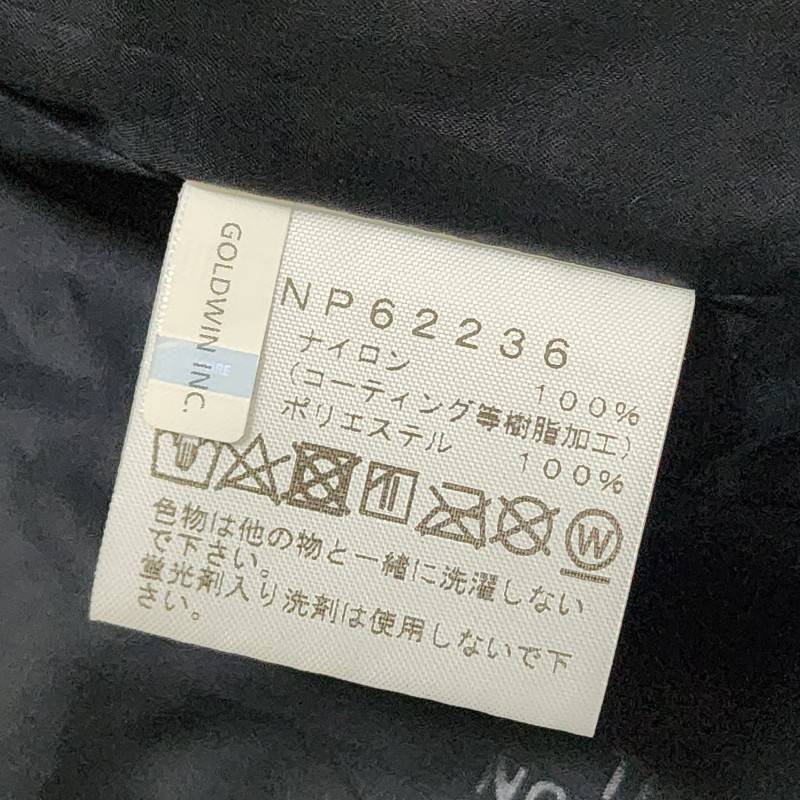 GOLDWIN INC.
NP62236
ナイロン 100%
(コーティング等樹脂加工)
ポリエステル 100%
W
色物は他の物と一緒に洗濯しない
で下さい。
蛍光剤入り洗剤は使用しないで下
さい。
No.